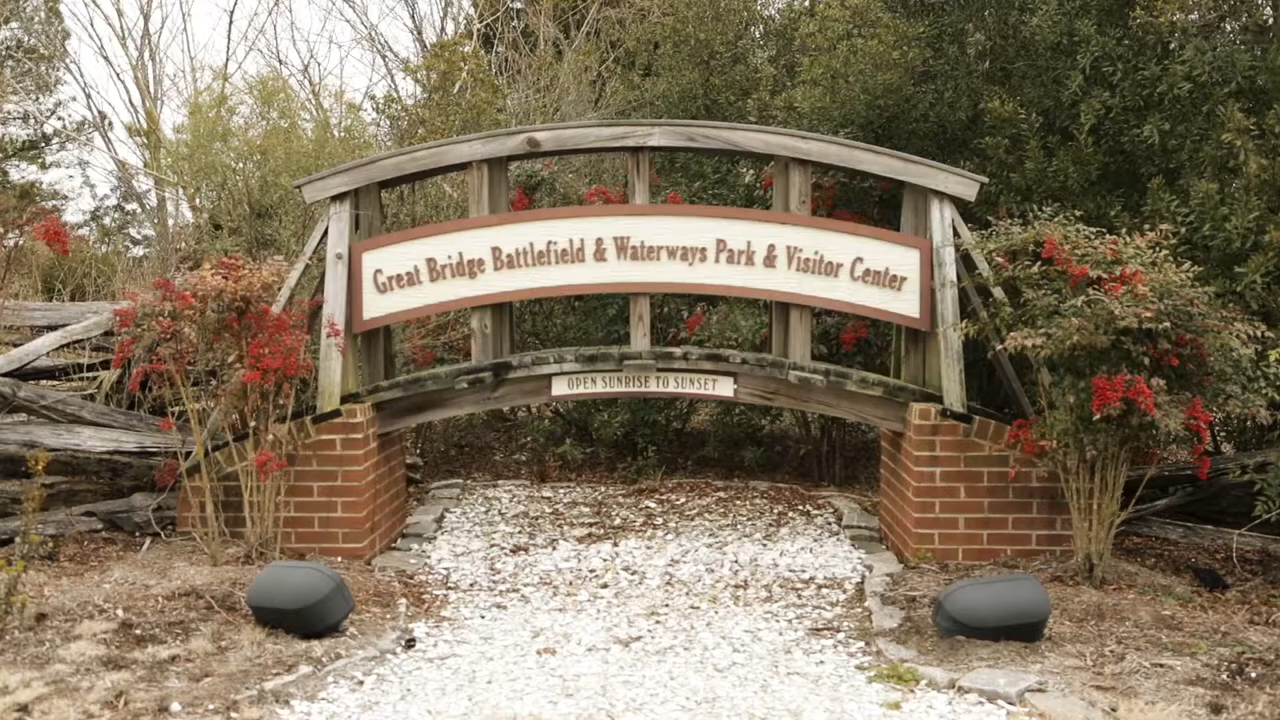 Great Bridge Battlefield & Waterways Park & Visitor Center
OPEN SUNRISE TO SUNSET